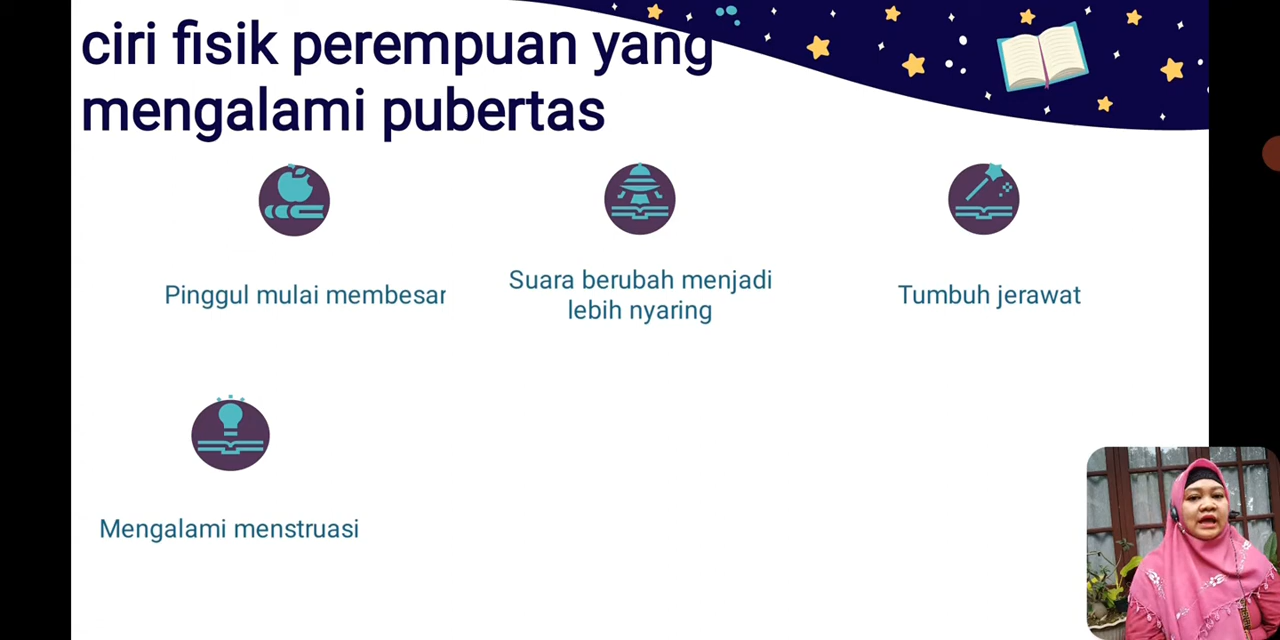 ciri fisik perempuan yang
mengalami pubertas
Pinggul mulai membesar
Suara berubah menjadi
lebih nyaring
Tumbuh jerawat
Mengalami menstruasi